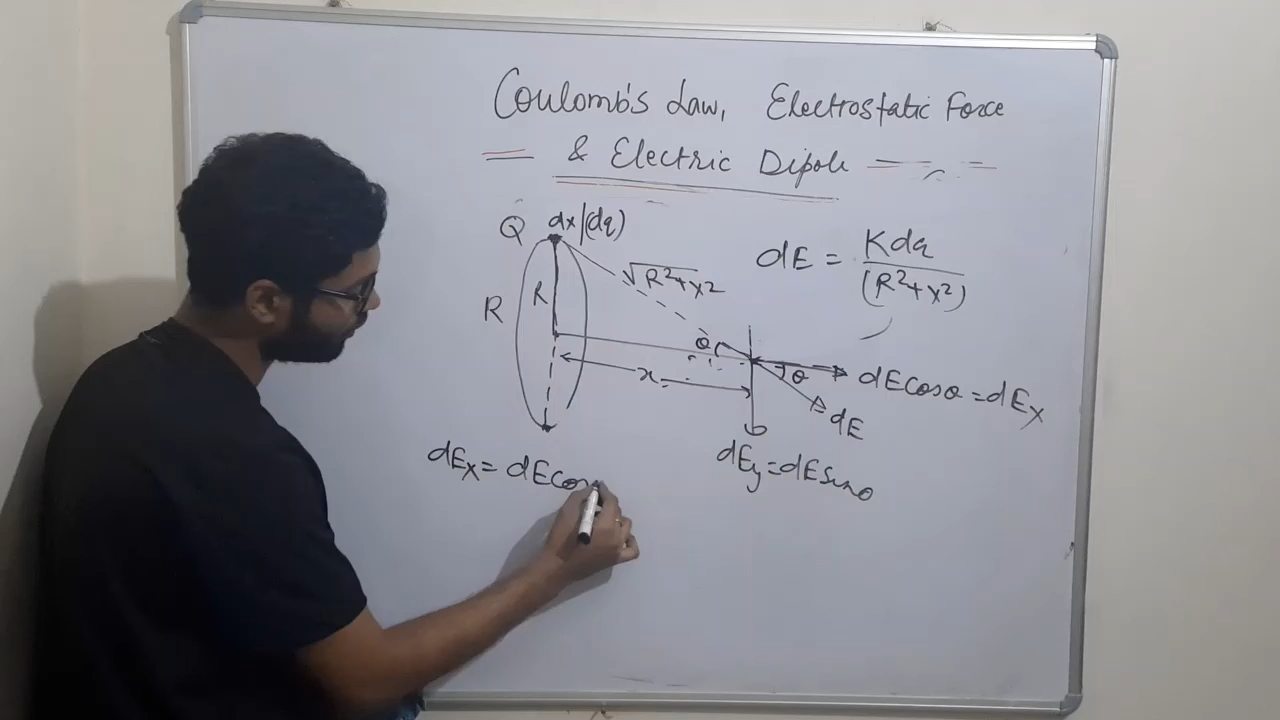 Coulomb's Law, Electrostatic Force
& Electric Dipole
Q dx|(dq)
dE = Kdq
(R²+x²)
√R²+x²
R
R
θ
θ
x
dEcosθ = dEx
dE
dEx = dEcos
dEy=dEsinθ